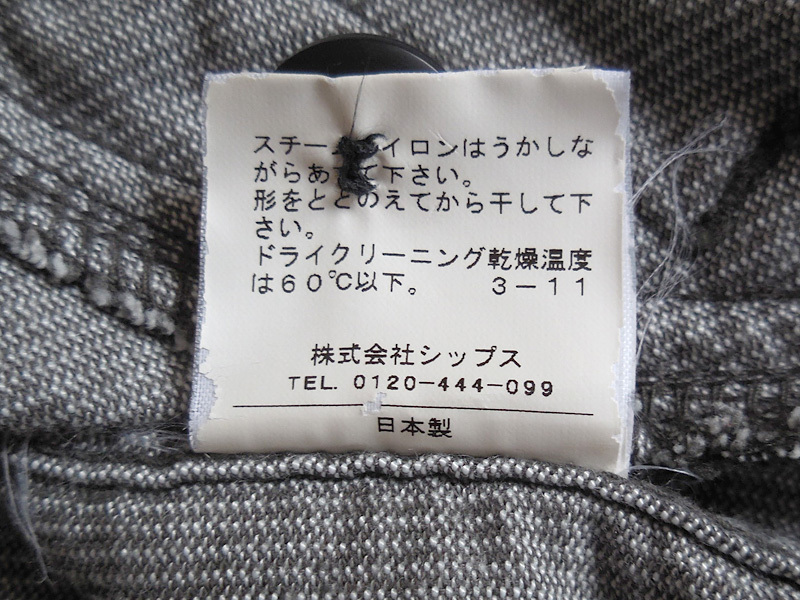 スチームアイロンはうかしな
がらあてて下さい。
形をととのえてから干して下
さい。
ドライクリーニング乾燥温度
は60℃以下。 3-11
株式会社シップス
TEL. 0120-444-099
日本製